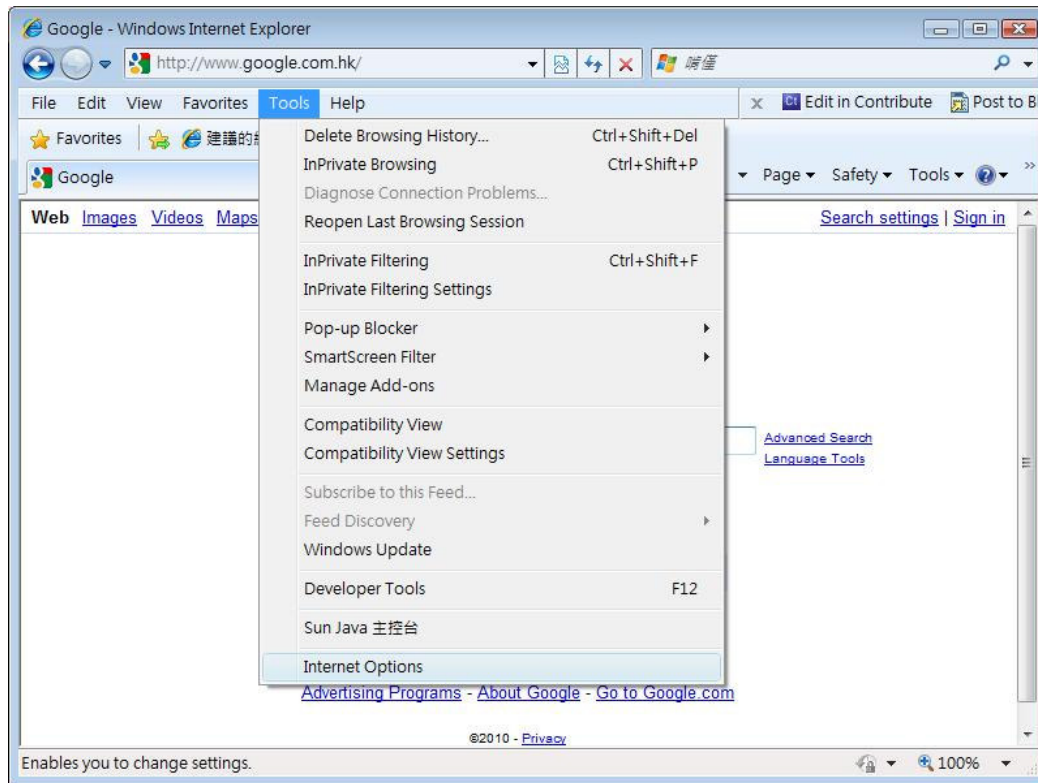 Google - Windows Internet Explorer
http://www.google.com.hk/
File Edit View Favorites Tools Help
x Edit in Contribute Post to B
Favorites 建議的
Google
Page Safety Tools
Web Images Videos Maps
Search settings | Sign in
Delete Browsing History... Ctrl+Shift+Del
InPrivate Browsing Ctrl+Shift+P
Diagnose Connection Problems...
Reopen Last Browsing Session
InPrivate Filtering Ctrl+Shift+F
InPrivate Filtering Settings
Pop-up Blocker
SmartScreen Filter
Manage Add-ons
Compatibility View
Compatibility View Settings
Subscribe to this Feed...
Feed Discovery
Windows Update
Developer Tools F12
Sun Java 主控台
Internet Options
Advanced Search
Language Tools
Advertising Programs - About Google - Go to Google.com
©2010 - Privacy
Enables you to change settings.
100%